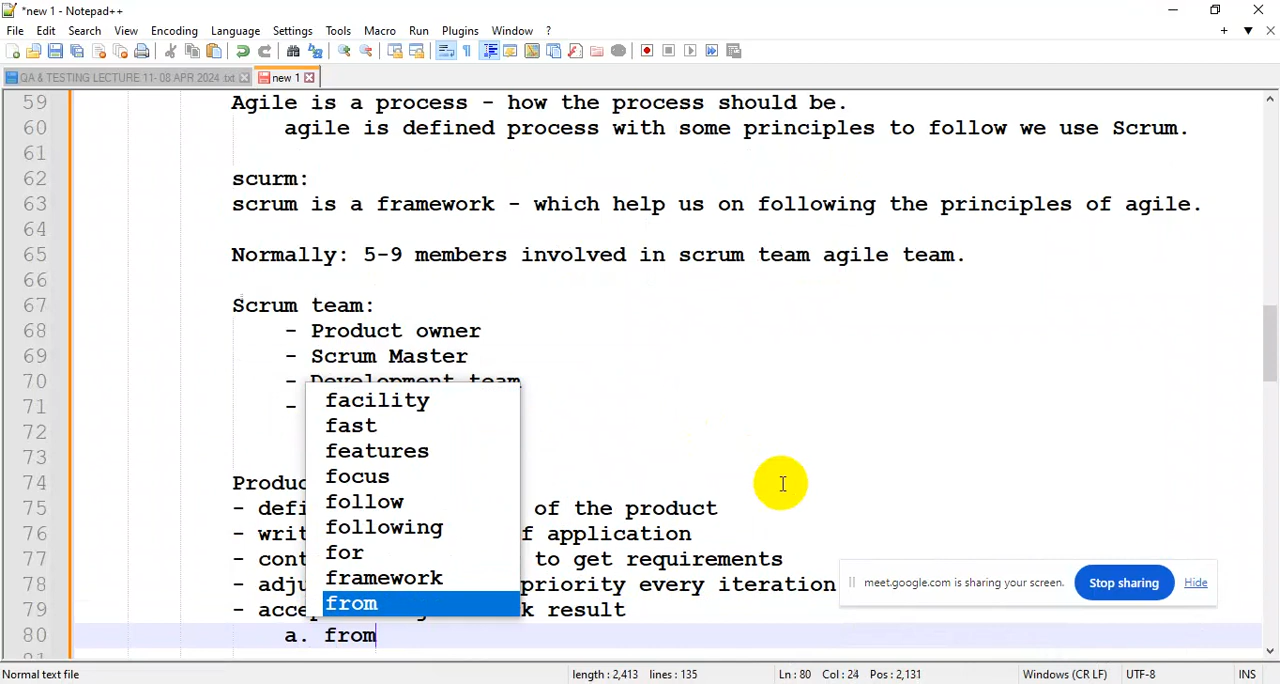 *new 1 - Notepad++
File Edit Search View Encoding Language Settings Tools Macro Run Plugins Window ?
QA & TESTING LECTURE 11- 08 APR 2024 .txt new 1
59 Agile is a process - how the process should be.
60 agile is defined process with some principles to follow we use Scrum.
61
62 scurm:
63 scrum is a framework - which help us on following the principles of agile.
64
65 Normally: 5-9 members involved in scrum team agile team.
66
67 Scrum team:
68 - Product owner
69 - Scrum Master
70 - Development team
71 -
72
73
74 Produc
75 - defi of the product
76 - writ f application
77 - cont to get requirements
78 - adju priority every iteration
79 - acce k result
80 a. from
facility
fast
features
focus
follow
following
for
framework
from
meet.google.com is sharing your screen. Stop sharing Hide
Normal text file length : 2,413 lines : 135 Ln : 80 Col : 24 Pos : 2,131 Windows (CR LF) UTF-8 INS